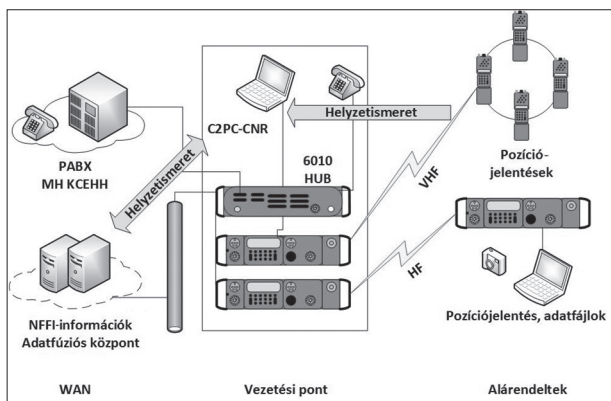 PABX
MH KCEHH
Helyzetismeret
NFFI-információk
Adatfúziós központ
WAN
C2PC-CNR
6010
HUB
Helyzetismeret
Vezetési pont
VHF
HF
Pozíció-
jelentések
Pozíciójelentés, adatfájlok
Alárendeltek